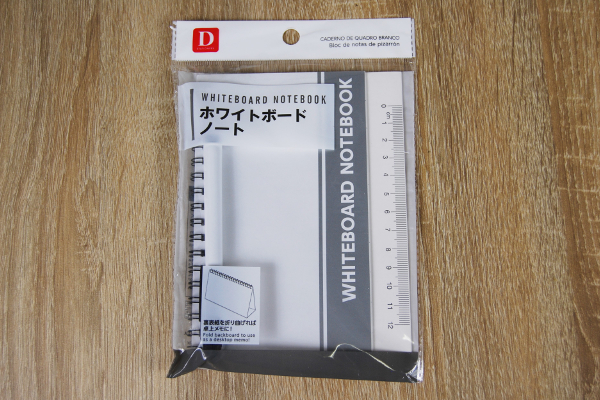 D
CADERNO DE QUADRO BRANCO
Bloc de notas de pizarrón
WHITEBOARD NOTEBOOK
ホワイトボード
ノート
WHITEBOARD NOTEBOOK
0 cm 1 2 3 4 5 6 7 8 9 10 11 12
裏表紙を折り曲げれば
卓上メモに!
Fold backboard to use
as a desktop memo!